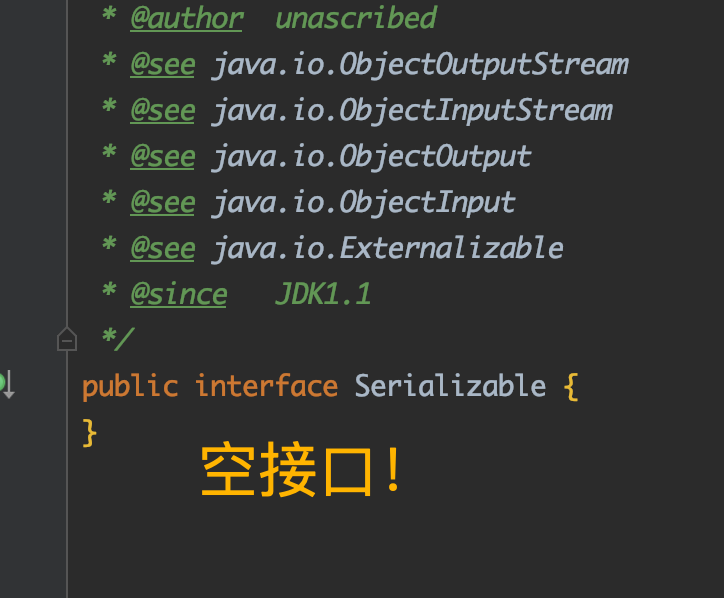 * @author  unascribed
* @see java.io.ObjectOutputStream
* @see java.io.ObjectInputStream
* @see java.io.ObjectOutput
* @see java.io.ObjectInput
* @see java.io.Externalizable
* @since   JDK1.1
*/
public interface Serializable {
}
空接口!